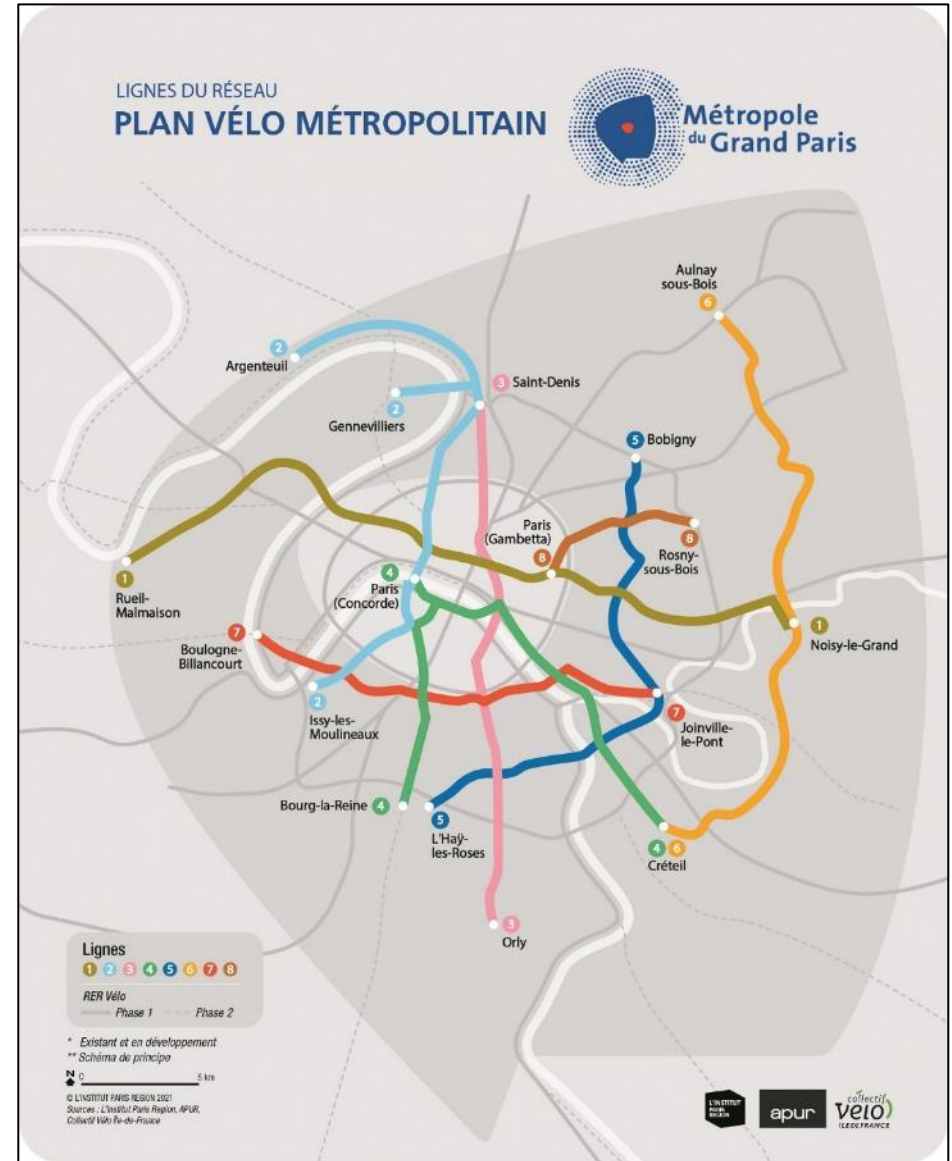 LIGNES DU RÉSEAU
PLAN VÉLO MÉTROPOLITAIN
Métropole
du Grand Paris
Aulnay
sous-Bois
6
2
Argenteuil
3 Saint-Denis
2
Gennevilliers
5 Bobigny
Paris
(Gambetta)
8
8
Rosny-
sous-Bois
1
Rueil-
Malmaison
4
Paris
(Concorde)
7
Boulogne-
Billancourt
1
Noisy-le-Grand
2
Issy-les-
Moulineaux
7
Joinville-
le-Pont
Bourg-la-Reine 4
5
L'Haÿ-
les-Roses
4 6
Créteil
3
Orly
Lignes
1 2 3 4 5 6 7 8
RER Vélo
Phase 1 Phase 2
* Existant et en développement
** Schéma de principe
N 0 5 km
© L'INSTITUT PARIS REGION 2021
Sources : L'Institut Paris Region, APUR,
Collectif Vélo Île-de-France
L'INSTITUT
PARIS
REGION
apur
collectif
VELO
ILE DE FRANCE